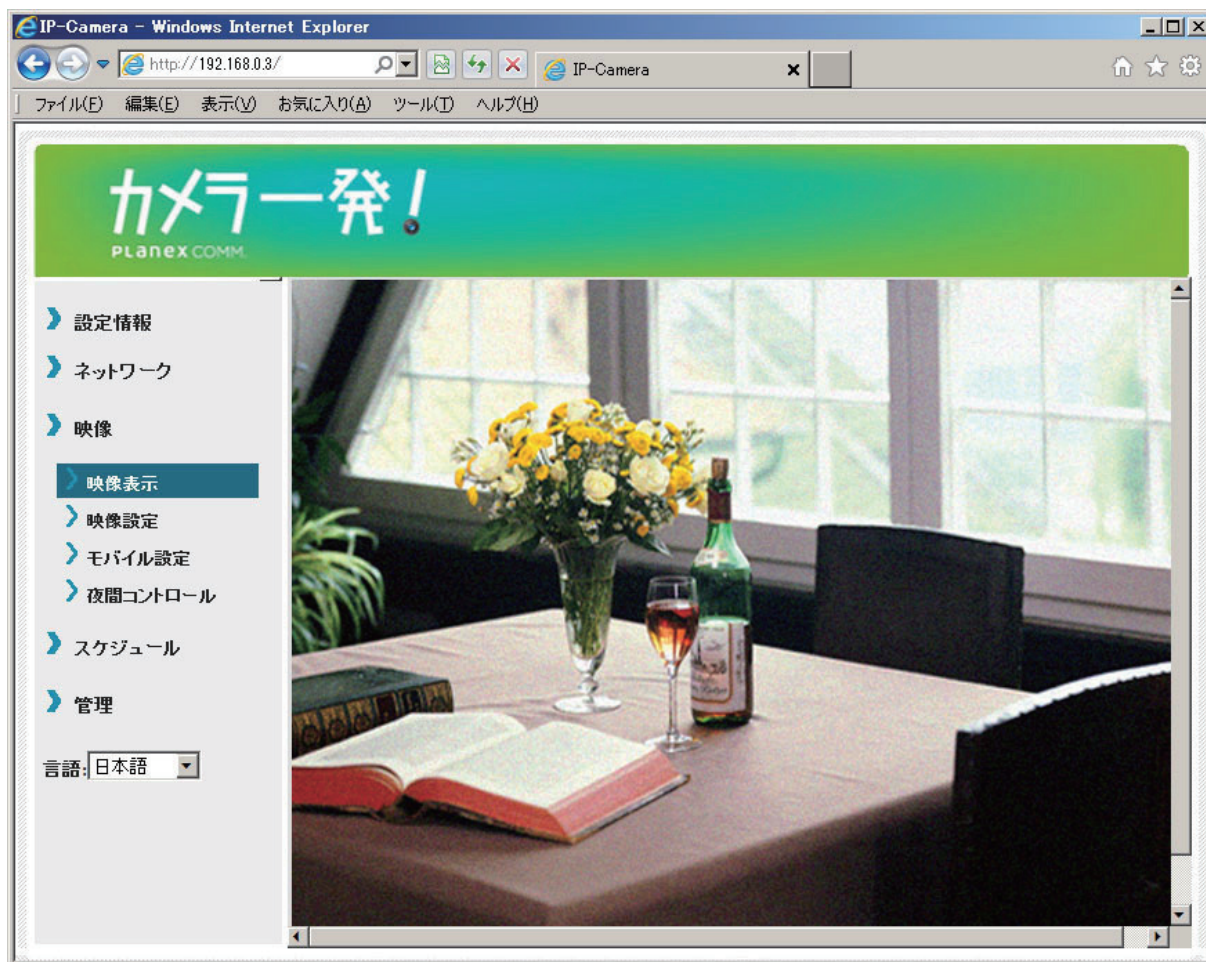 IP-Camera - Windows Internet Explorer
http://192.168.0.3/
IP-Camera
ファイル(F) 編集(E) 表示(V) お気に入り(A) ツール(T) ヘルプ(H)
カメラ一発!
PLANEX COMM.
設定情報
ネットワーク
映像
映像表示
映像設定
モバイル設定
夜間コントロール
スケジュール
管理
言語:日本語